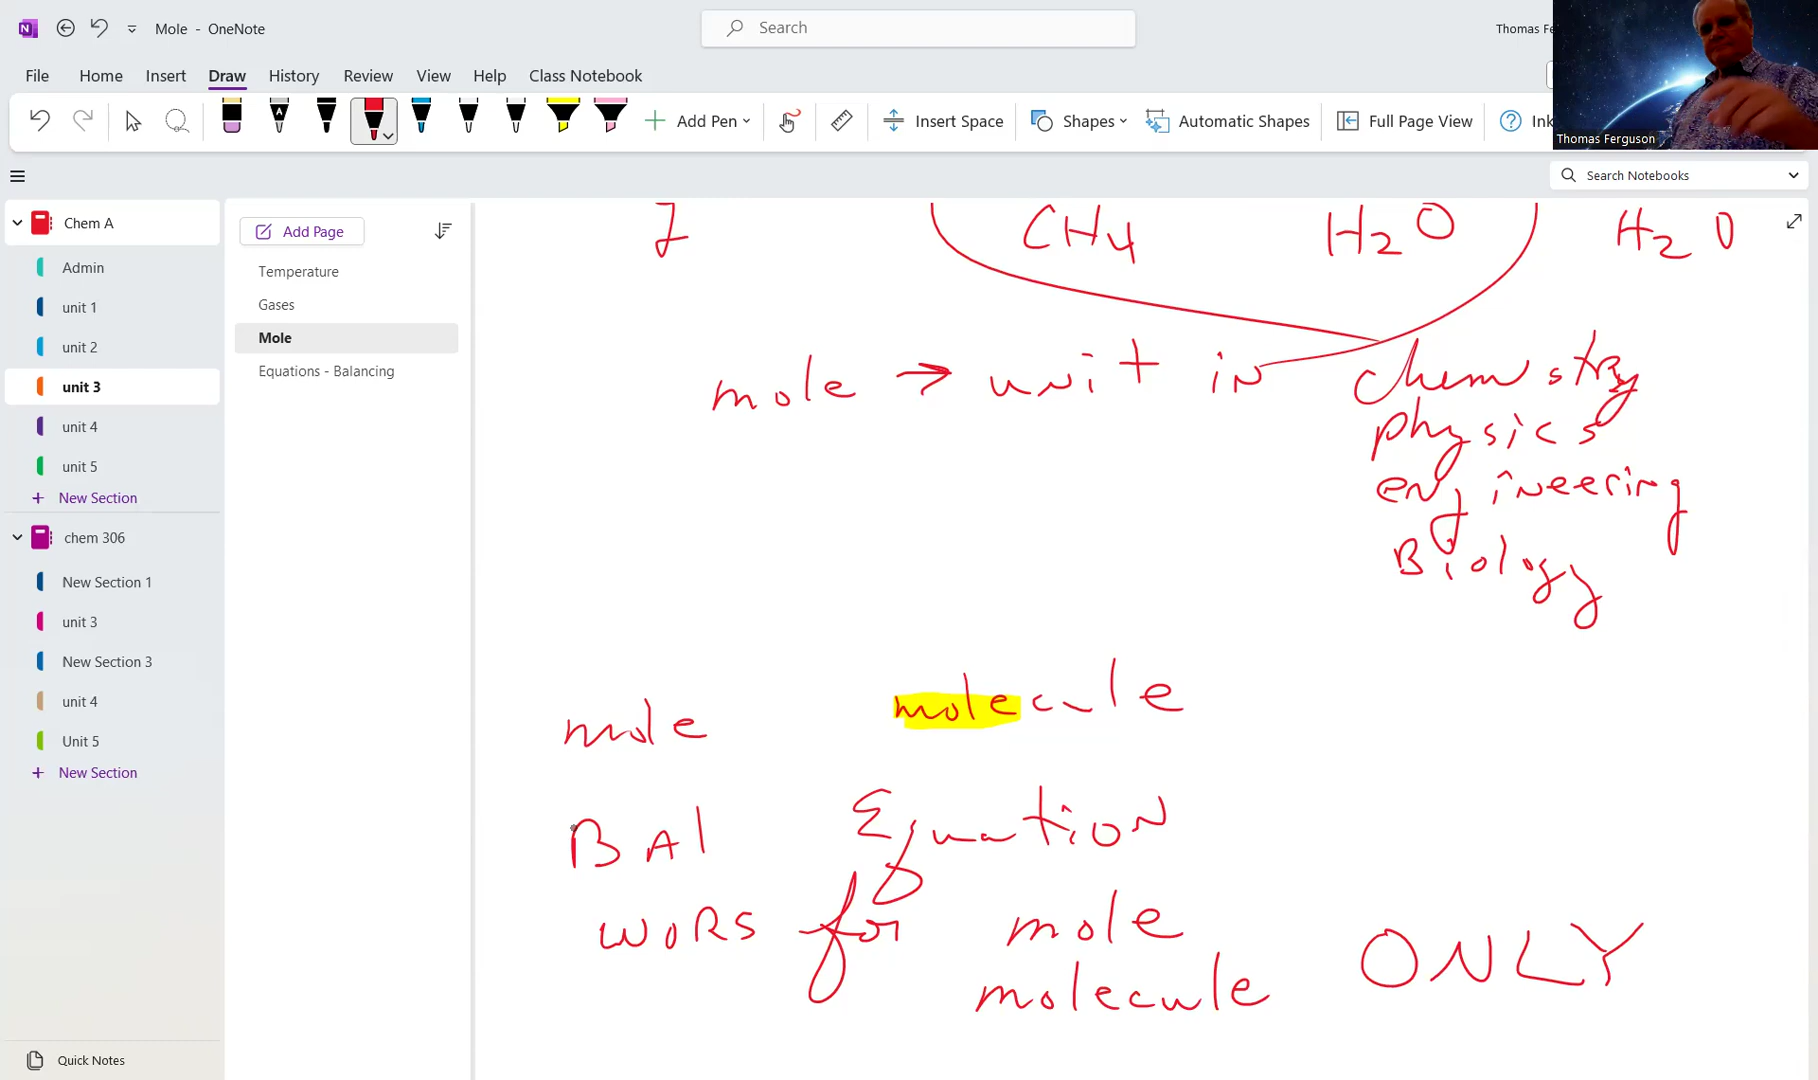 Mole - OneNote
Search
Thomas Fe
File Home Insert Draw History Review View Help Class Notebook
Add Pen Insert Space Shapes Automatic Shapes Full Page View Ink
Thomas Ferguson
Search Notebooks
Chem A
Admin
unit 1
unit 2
unit 3
unit 4
unit 5
New Section
chem 306
New Section 1
unit 3
New Section 3
unit 4
Unit 5
New Section
Quick Notes
Add Page
Temperature
Gases
Mole
Equations - Balancing
CH4 H2O H2O
mole → unit in chemstry
physics
engineering
Biology
mole molecule
BAl Equation
WORS for mole ONLY
molecule